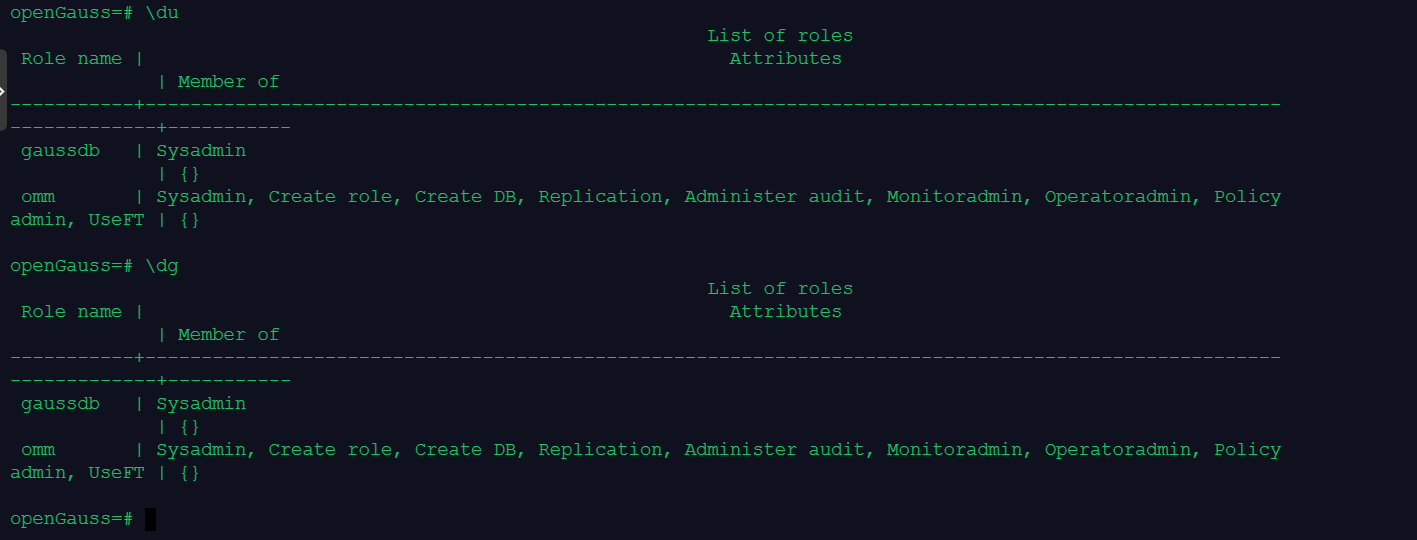 openGauss=# \du
List of roles
Role name | Attributes
| Member of
-----------+-----------------------------------------------------------------------------------------------------
-------------+-----------
gaussdb | Sysadmin
| {}
omm | Sysadmin, Create role, Create DB, Replication, Administer audit, Monitoradmin, Operatoradmin, Policy
admin, UseFT | {}
openGauss=# \dg
List of roles
Role name | Attributes
| Member of
-----------+-----------------------------------------------------------------------------------------------------
-------------+-----------
gaussdb | Sysadmin
| {}
omm | Sysadmin, Create role, Create DB, Replication, Administer audit, Monitoradmin, Operatoradmin, Policy
admin, UseFT | {}
openGauss=#